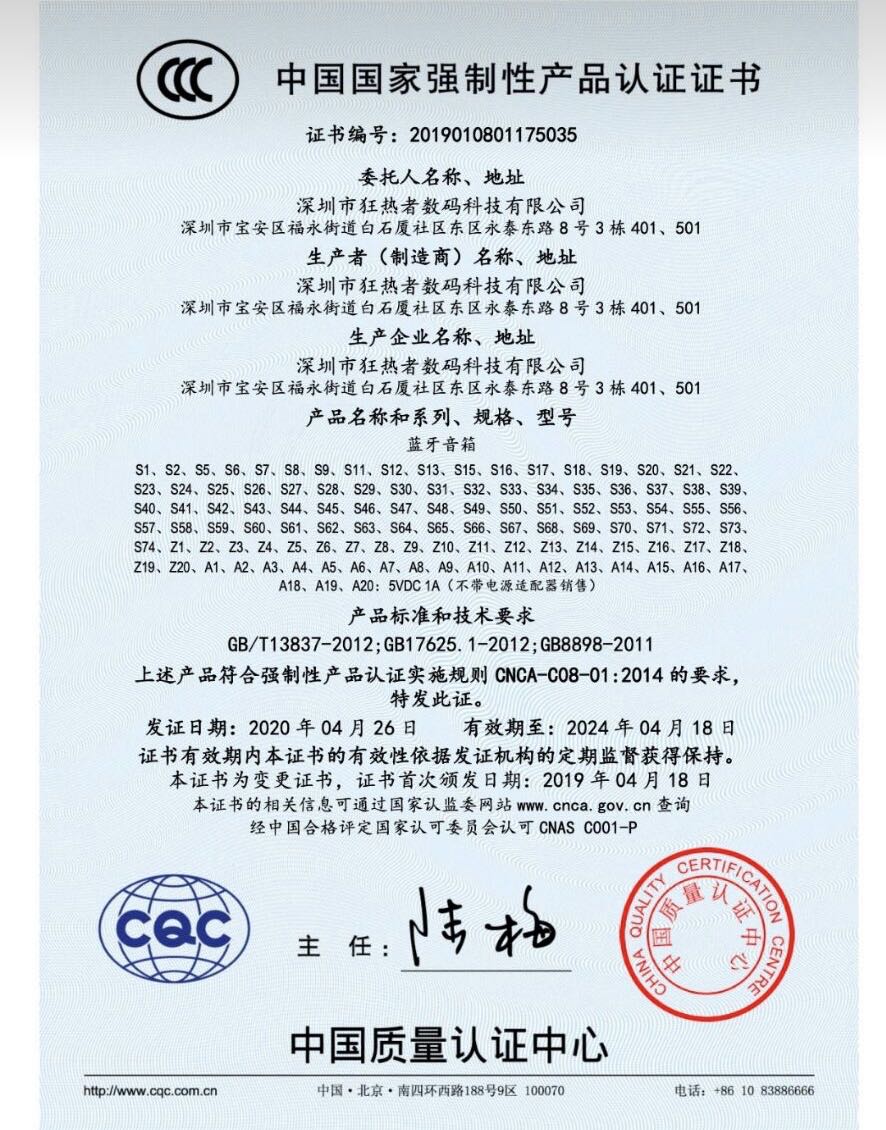 CCC
中国国家强制性产品认证证书
证书编号：2019010801175035
委托人名称、地址
深圳市狂热者数码科技有限公司
深圳市宝安区福永街道白石厦社区东区永泰东路 8 号 3 栋 401、501
生产者（制造商）名称、地址
深圳市狂热者数码科技有限公司
深圳市宝安区福永街道白石厦社区东区永泰东路 8 号 3 栋 401、501
生产企业名称、地址
深圳市狂热者数码科技有限公司
深圳市宝安区福永街道白石厦社区东区永泰东路 8 号 3 栋 401、501
产品名称和系列、规格、型号
蓝牙音箱
S1、S2、S5、S6、S7、S8、S9、S11、S12、S13、S15、S16、S17、S18、S19、S20、S21、S22、
S23、S24、S25、S26、S27、S28、S29、S30、S31、S32、S33、S34、S35、S36、S37、S38、S39、
S40、S41、S42、S43、S44、S45、S46、S47、S48、S49、S50、S51、S52、S53、S54、S55、S56、
S57、S58、S59、S60、S61、S62、S63、S64、S65、S66、S67、S68、S69、S70、S71、S72、S73、
S74、Z1、Z2、Z3、Z4、Z5、Z6、Z7、Z8、Z9、Z10、Z11、Z12、Z13、Z14、Z15、Z16、Z17、Z18、
Z19、Z20、A1、A2、A3、A4、A5、A6、A7、A8、A9、A10、A11、A12、A13、A14、A15、A16、A17、
A18、A19、A20：5VDC 1A（不带电源适配器销售）
产品标准和技术要求
GB/T13837-2012;GB17625.1-2012;GB8898-2011
上述产品符合强制性产品认证实施规则 CNCA-C08-01:2014 的要求，
特发此证。
发证日期：2020 年 04 月 26 日 有效期至：2024 年 04 月 18 日
证书有效期内本证书的有效性依据发证机构的定期监督获得保持。
本证书为变更证书，证书首次颁发日期：2019 年 04 月 18 日
本证书的相关信息可通过国家认监委网站 www.cnca.gov.cn 查询
经中国合格评定国家认可委员会认可 CNAS C001-P
CQC
主 任：陆梅
CHINA QUALITY CERTIFICATION CENTRE
中国质量认证中心
中国质量认证中心
http://www.cqc.com.cn 中国·北京·南四环西路188号9区 100070 电话：+86 10 83886666